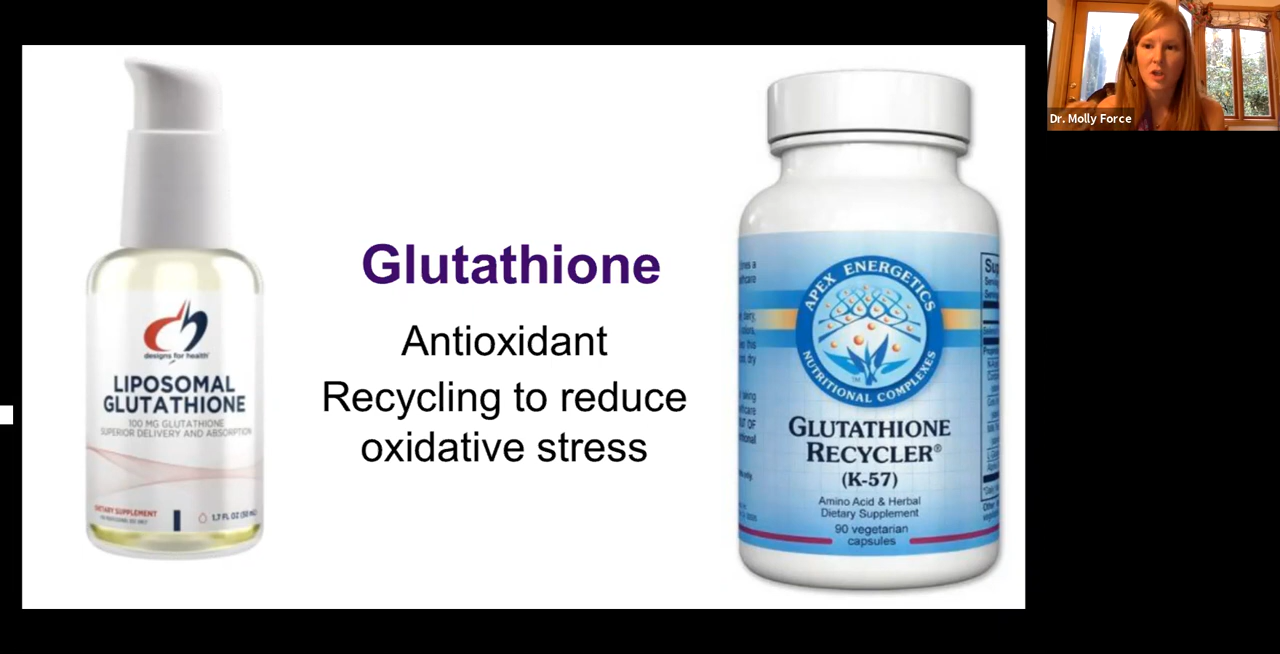 Dr. Molly Force
designs for health
LIPOSOMAL
GLUTATHIONE
100 MG GLUTATHIONE
SUPERIOR DELIVERY AND ABSORPTION
DIETARY SUPPLEMENT
1.7 FL OZ (50 mL)
Glutathione
Antioxidant
Recycling to reduce
oxidative stress
APEX ENERGETICS
NUTRITIONAL COMPLEXES
TM
GLUTATHIONE
RECYCLER®
(K-57)
Amino Acid & Herbal
Dietary Supplement
90 vegetarian
capsules